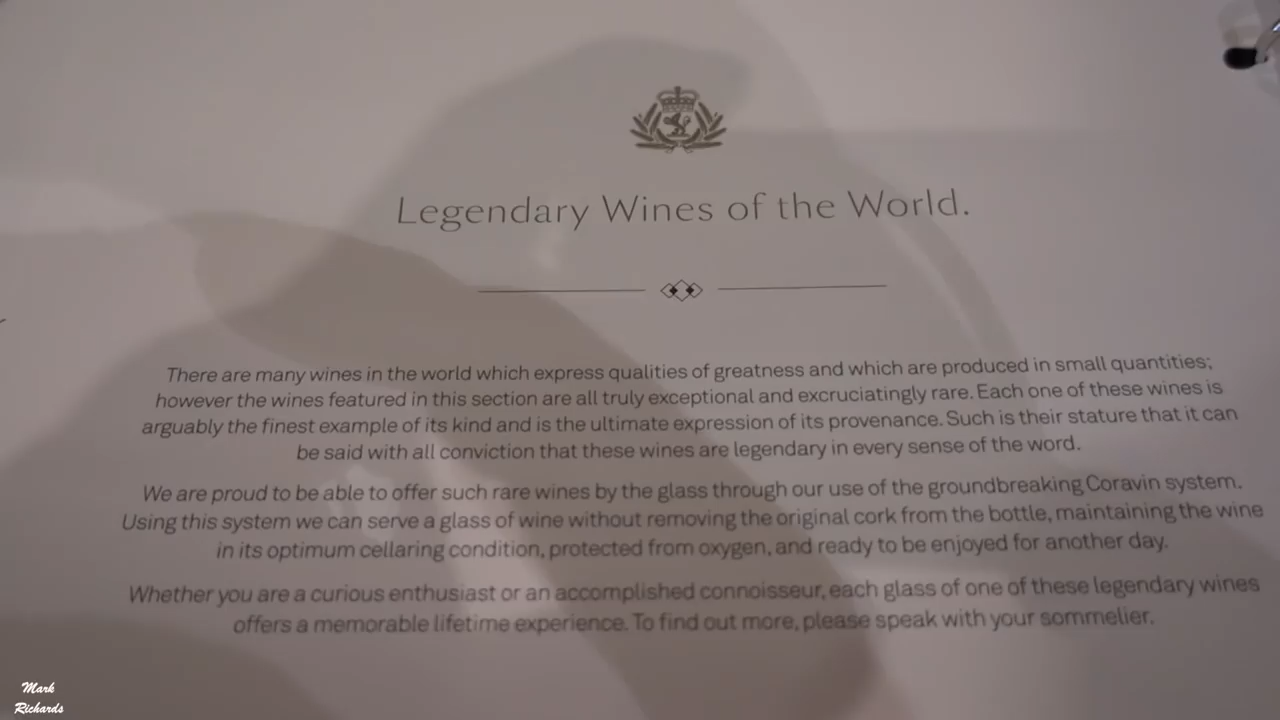 Legendary Wines of the World.
There are many wines in the world which express qualities of greatness and which are produced in small quantities;
however the wines featured in this section are all truly exceptional and excruciatingly rare. Each one of these wines is
arguably the finest example of its kind and is the ultimate expression of its provenance. Such is their stature that it can
be said with all conviction that these wines are legendary in every sense of the word.
We are proud to be able to offer such rare wines by the glass through our use of the groundbreaking Coravin system.
Using this system we can serve a glass of wine without removing the original cork from the bottle, maintaining the wine
in its optimum cellaring condition, protected from oxygen, and ready to be enjoyed for another day.
Whether you are a curious enthusiast or an accomplished connoisseur, each glass of one of these legendary wines
offers a memorable lifetime experience. To find out more, please speak with your sommelier.
Mark
Richards